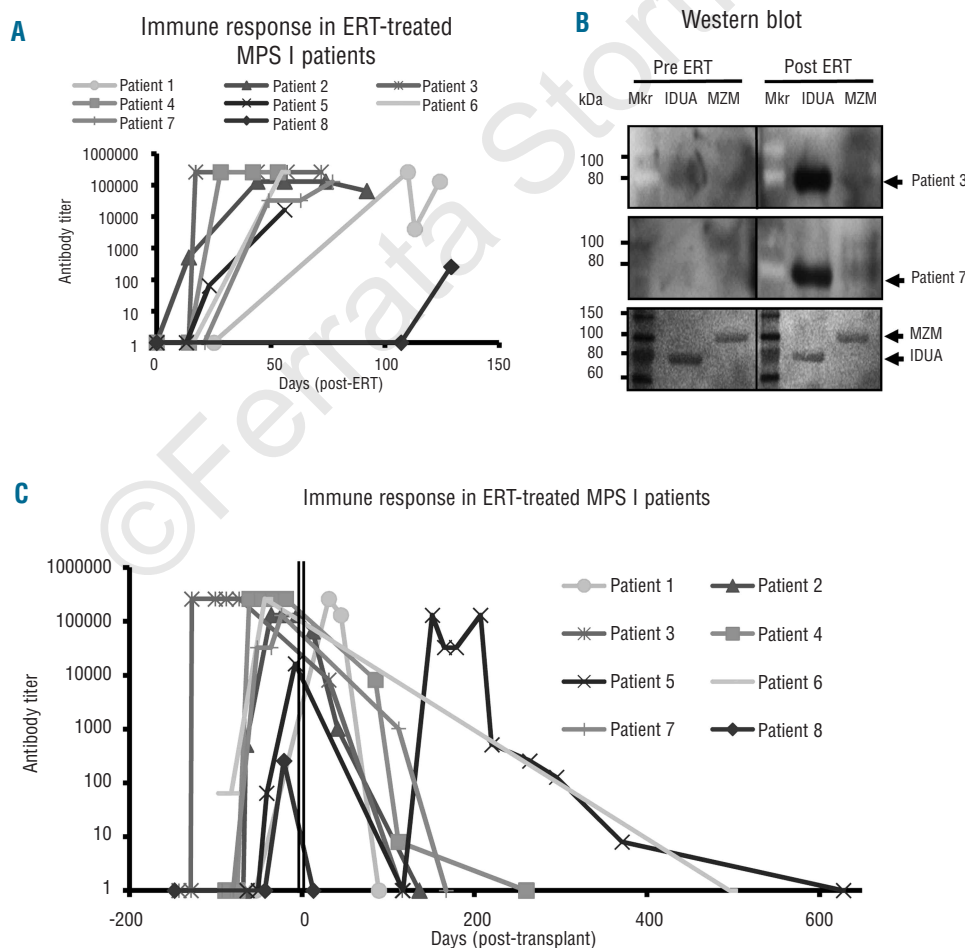 A
Immune response in ERT-treated
MPS I patients
Patient 1
Patient 2
Patient 3
Patient 4
Patient 5
Patient 6
Patient 7
Patient 8
Antibody titer
1000000
100000
10000
1000
100
10
1
0
50
100
150
Days (post-ERT)
B
Western blot
Pre ERT
Post ERT
kDa
Mkr IDUA MZM
Mkr IDUA MZM
100
80
Patient 3
100
80
Patient 7
150
100
80
60
MZM
IDUA
C
Immune response in ERT-treated MPS I patients
Antibody titer
1000000
100000
10000
1000
100
10
1
Patient 1
Patient 2
Patient 3
Patient 4
Patient 5
Patient 6
Patient 7
Patient 8
-200
0
200
400
600
Days (post-transplant)
©Ferrata Storti